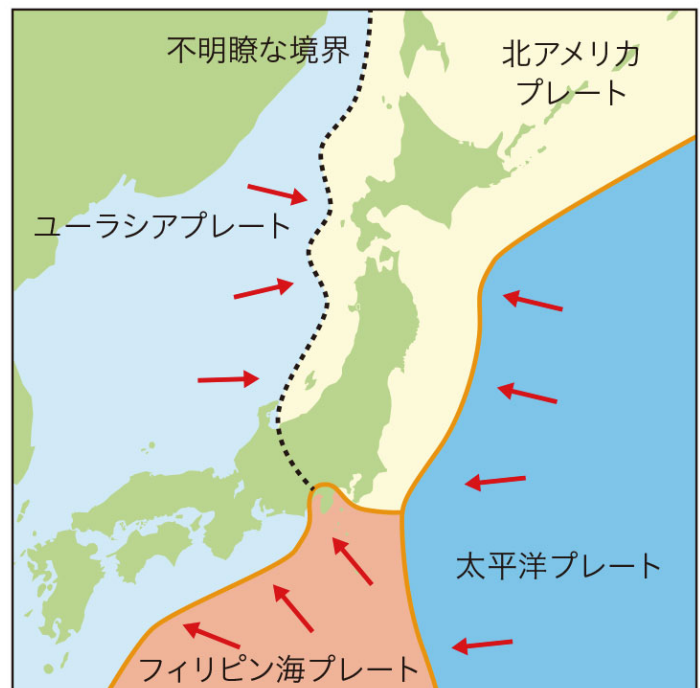 不明瞭な境界
北アメリカ
プレート
ユーラシアプレート
太平洋プレート
フィリピン海プレート